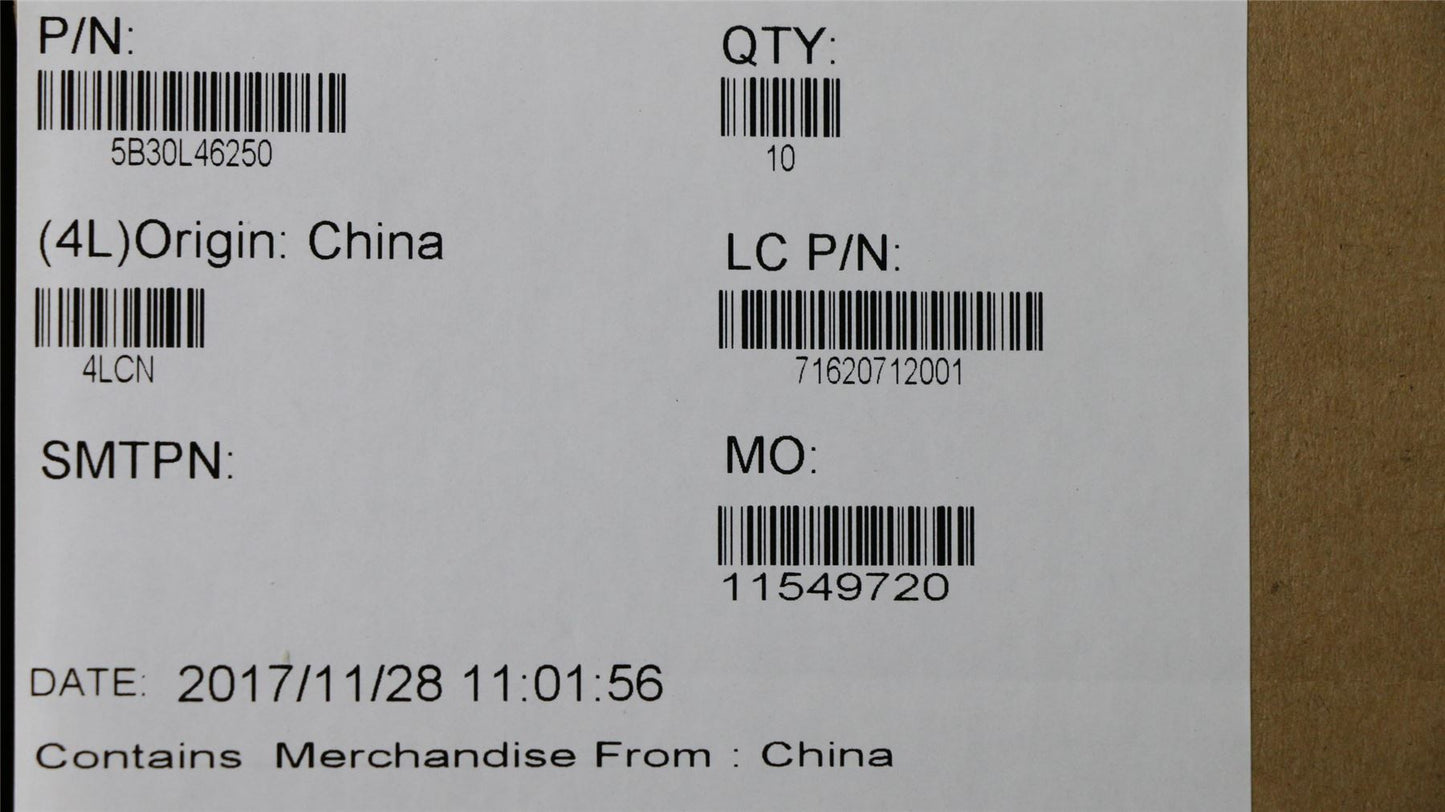 P/N:
5B30L46250
QTY:
10
(4L)Origin: China
4LCN
LC P/N:
71620712001
SMTPN:
MO:
11549720
DATE: 2017/11/28 11:01:56
Contains Merchandise From : China